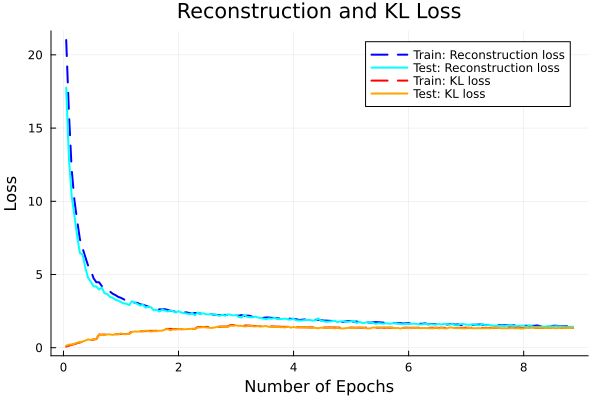 Reconstruction and KL Loss
Train: Reconstruction loss
Test: Reconstruction loss
Train: KL loss
Test: KL loss
Loss
20
15
10
5
0
0 2 4 6 8
Number of Epochs